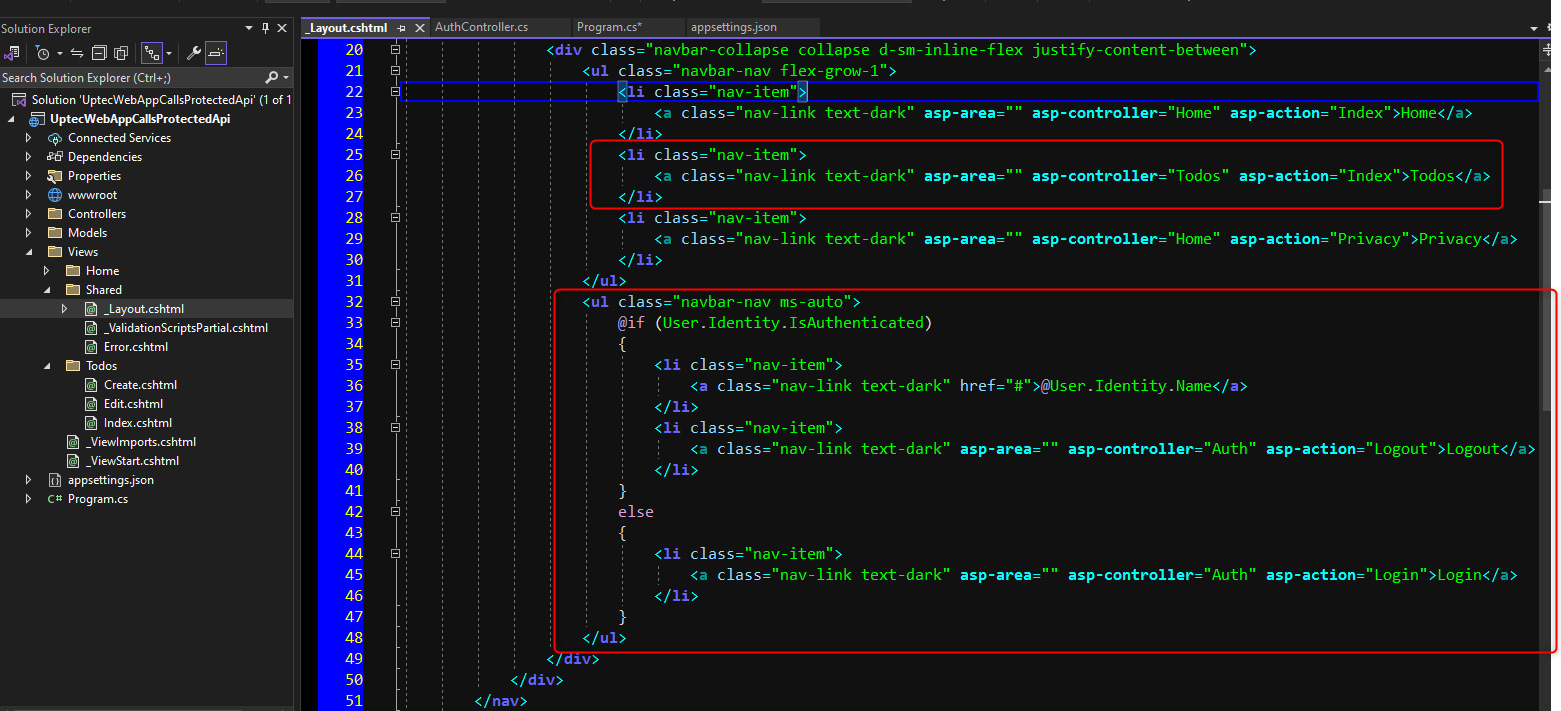 Solution Explorer
Search Solution Explorer (Ctrl+;)
Solution 'UptecWebAppCallsProtectedApi' (1 of 1
UptecWebAppCallsProtectedApi
Connected Services
Dependencies
Properties
wwwroot
Controllers
Models
Views
Home
Shared
_Layout.cshtml
_ValidationScriptsPartial.cshtml
Error.cshtml
Todos
Create.cshtml
Edit.cshtml
Index.cshtml
_ViewImports.cshtml
_ViewStart.cshtml
appsettings.json
C# Program.cs
_Layout.cshtml AuthController.cs Program.cs* appsettings.json
20 <div class="navbar-collapse collapse d-sm-inline-flex justify-content-between">
21 <ul class="navbar-nav flex-grow-1">
22 <li class="nav-item">
23 <a class="nav-link text-dark" asp-area="" asp-controller="Home" asp-action="Index">Home</a>
24 </li>
25 <li class="nav-item">
26 <a class="nav-link text-dark" asp-area="" asp-controller="Todos" asp-action="Index">Todos</a>
27 </li>
28 <li class="nav-item">
29 <a class="nav-link text-dark" asp-area="" asp-controller="Home" asp-action="Privacy">Privacy</a>
30 </li>
31 </ul>
32 <ul class="navbar-nav ms-auto">
33 @if (User.Identity.IsAuthenticated)
34 {
35 <li class="nav-item">
36 <a class="nav-link text-dark" href="#">@User.Identity.Name</a>
37 </li>
38 <li class="nav-item">
39 <a class="nav-link text-dark" asp-area="" asp-controller="Auth" asp-action="Logout">Logout</a>
40 </li>
41 }
42 else
43 {
44 <li class="nav-item">
45 <a class="nav-link text-dark" asp-area="" asp-controller="Auth" asp-action="Login">Login</a>
46 </li>
47 }
48 </ul>
49 </div>
50 </div>
51 </nav>